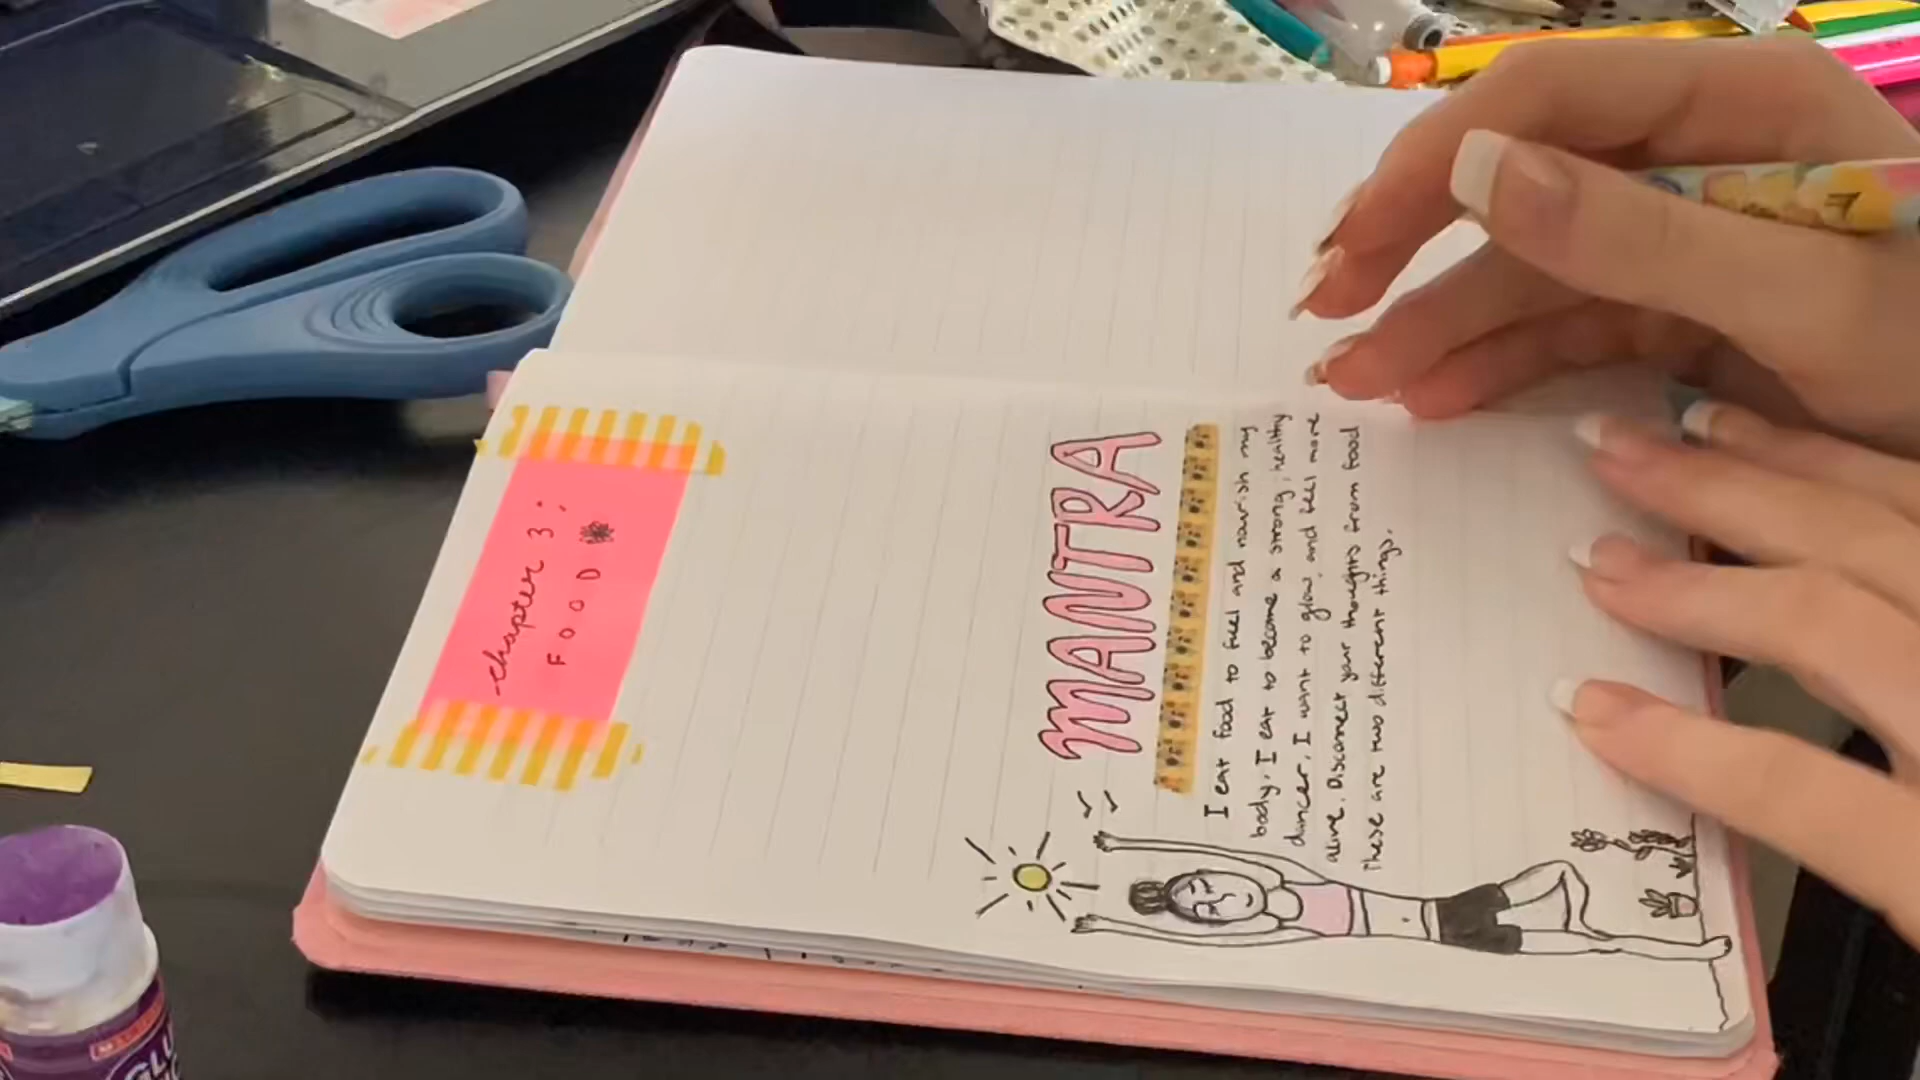 chapter 3:
FOOD
MANTRA
I eat food to fuel and nourish my
body. I eat to become a strong, healthy
dancer. I want to glow, and feel more
alive. Disconnect your thoughts from food
these are two different things.
GLU